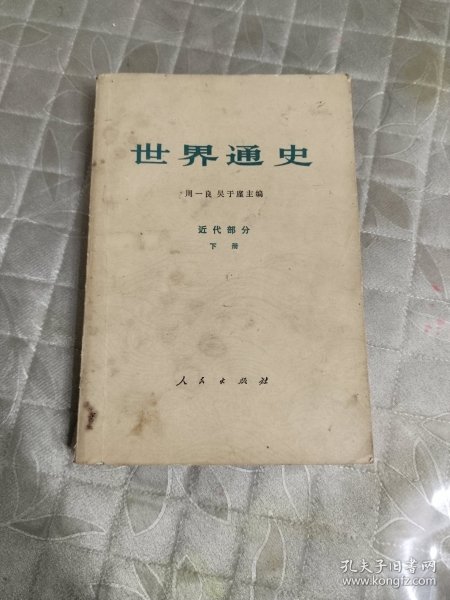 世界通史
周一良 吴于廑主编
近代部分
下 册
人民出版社
孔夫子旧书网
www.kongfz.com